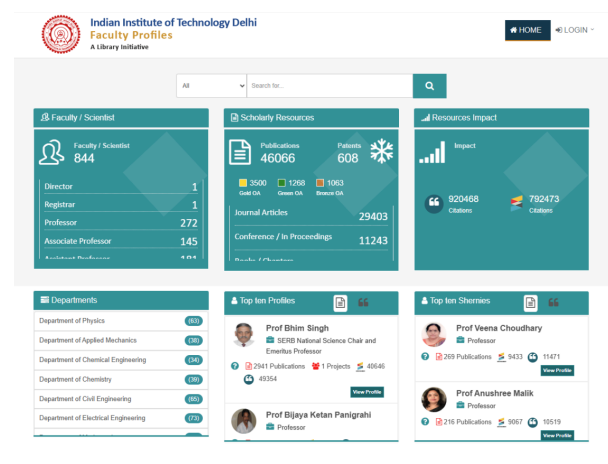 Indian Institute of Technology Delhi
Faculty Profiles
A Library Initiative
HOME
LOGIN
All
Search for...
Faculty / Scientist
Faculty / Scientist
844
Director 1
Registrar 1
Professor 272
Associate Professor 145
Assistant Professor 181
Scholarly Resources
Publications
46066
Patents
608
3500 1268 1063
Gold OA Green OA Bronze OA
Journal Articles 29403
Conference / In Proceedings 11243
Books / Chapters
Resources Impact
Impact
920468
Citations
792473
Citations
Departments
Department of Physics (63)
Department of Applied Mechanics (38)
Department of Chemical Engineering (34)
Department of Chemistry (39)
Department of Civil Engineering (65)
Department of Electrical Engineering (73)
Top ten Profiles
Prof Bhim Singh
SERB National Science Chair and
Emeritus Professor
2941 Publications 1 Projects 40646
49354
View Profile
Prof Bijaya Ketan Panigrahi
Professor
Top ten Shernies
Prof Veena Choudhary
Professor
269 Publications 9433 11471
View Profile
Prof Anushree Malik
Professor
216 Publications 9067 10519
View Profile